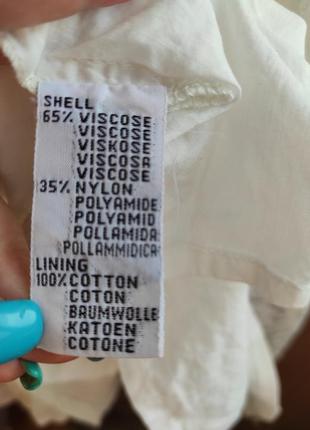 SHELL
65% VISCOSE
VISCOSE
VISKOSE
VISCOSA
VISCOSE
35% NYLON
POLYAMIDE
POLYAMID
POLLAMIDA
POLLAMMIDICA
LINING
100% COTTON
COTON
BAUMWOLLE
KATOEN
COTONE